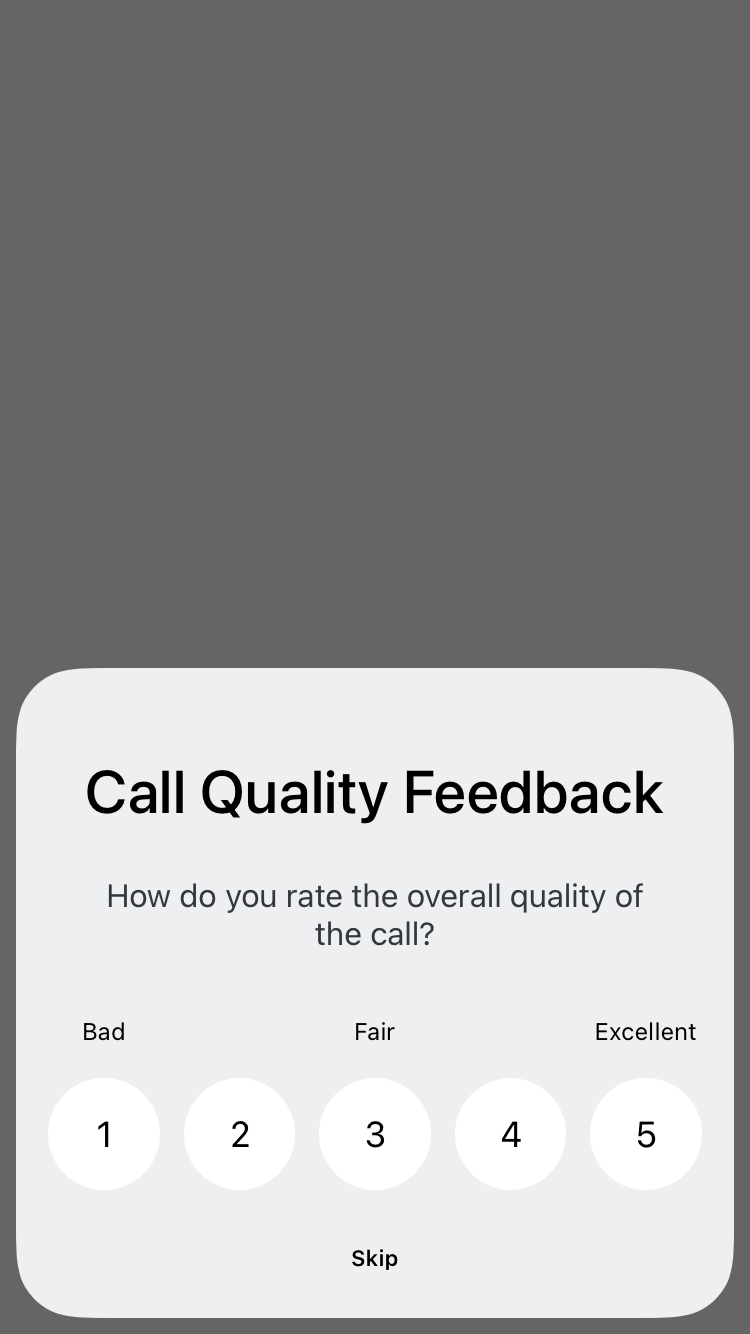 Call Quality Feedback
How do you rate the overall quality of
the call?
Bad Fair Excellent
1 2 3 4 5
Skip